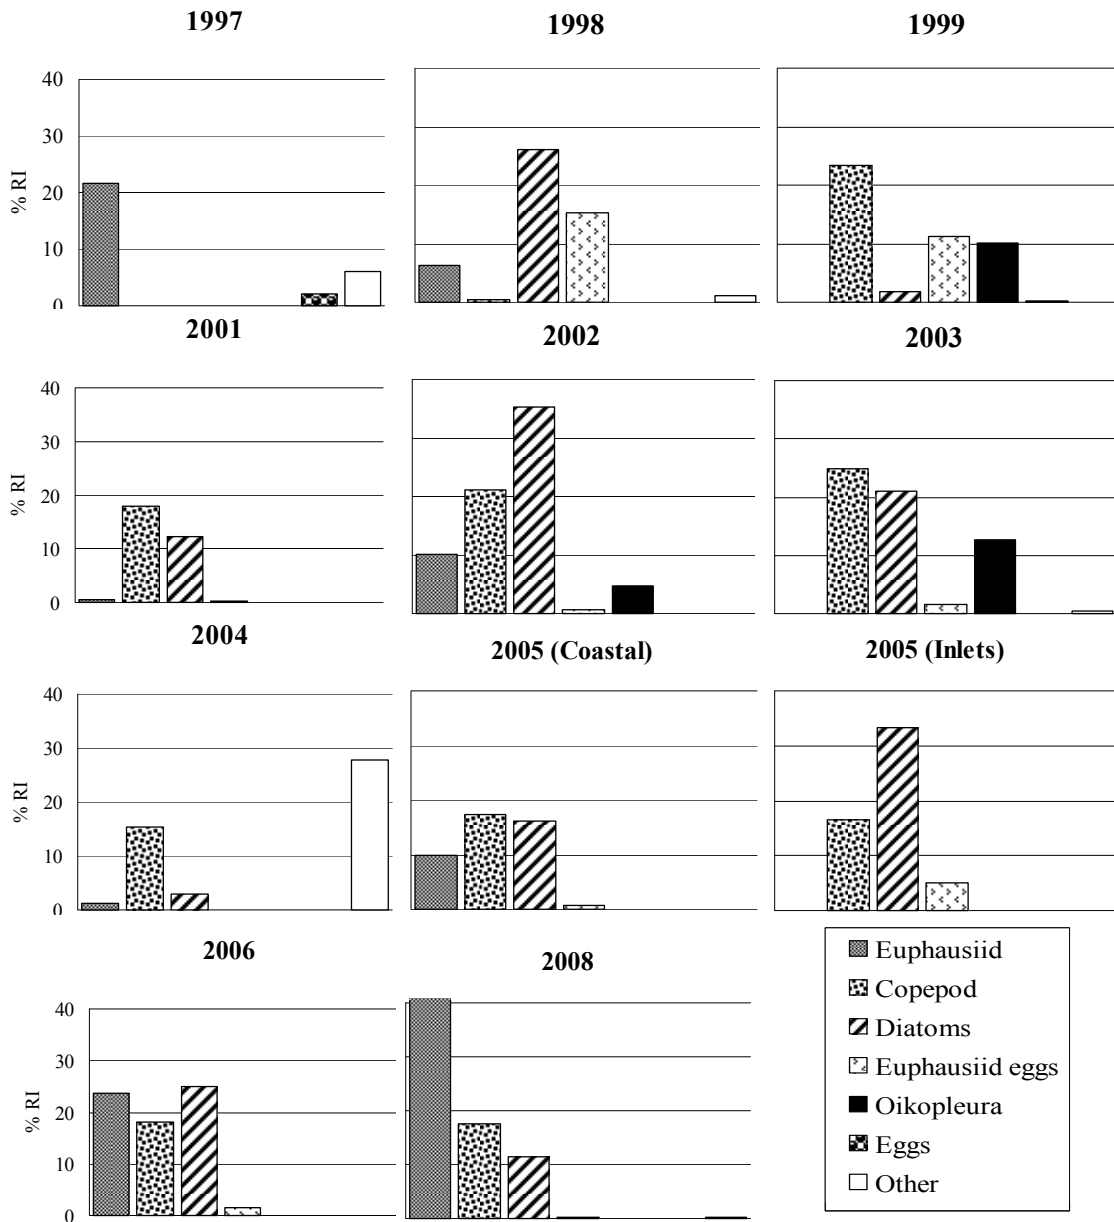 1997
1998
1999
% RI
40
30
20
10
0
2001
2002
2003
% RI
40
30
20
10
0
2004
2005 (Coastal)
2005 (Inlets)
% RI
40
30
20
10
0
2006
2008
% RI
40
30
20
10
0
Euphausiid
Copepod
Diatoms
Euphausiid eggs
Oikopleura
Eggs
Other